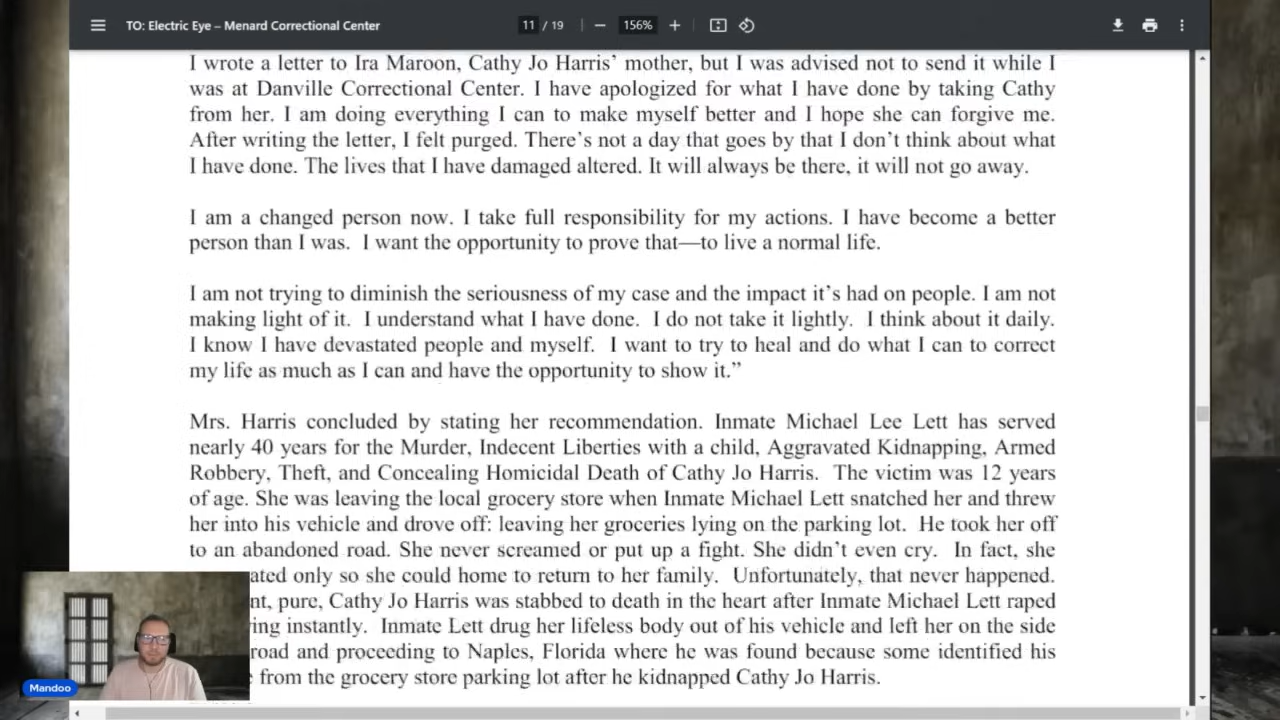 TO: Electric Eye – Menard Correctional Center
11 / 19
156%
I wrote a letter to Ira Maroon, Cathy Jo Harris' mother, but I was advised not to send it while I
was at Danville Correctional Center. I have apologized for what I have done by taking Cathy
from her. I am doing everything I can to make myself better and I hope she can forgive me.
After writing the letter, I felt purged. There's not a day that goes by that I don't think about what
I have done. The lives that I have damaged altered. It will always be there, it will not go away.
I am a changed person now. I take full responsibility for my actions. I have become a better
person than I was. I want the opportunity to prove that—to live a normal life.
I am not trying to diminish the seriousness of my case and the impact it's had on people. I am not
making light of it. I understand what I have done. I do not take it lightly. I think about it daily.
I know I have devastated people and myself. I want to try to heal and do what I can to correct
my life as much as I can and have the opportunity to show it.”
Mrs. Harris concluded by stating her recommendation. Inmate Michael Lee Lett has served
nearly 40 years for the Murder, Indecent Liberties with a child, Aggravated Kidnapping, Armed
Robbery, Theft, and Concealing Homicidal Death of Cathy Jo Harris. The victim was 12 years
of age. She was leaving the local grocery store when Inmate Michael Lett snatched her and threw
her into his vehicle and drove off: leaving her groceries lying on the parking lot. He took her off
to an abandoned road. She never screamed or put up a fight. She didn't even cry. In fact, she
ated only so she could home to return to her family. Unfortunately, that never happened.
nt, pure, Cathy Jo Harris was stabbed to death in the heart after Inmate Michael Lett raped
ing instantly. Inmate Lett drug her lifeless body out of his vehicle and left her on the side
road and proceeding to Naples, Florida where he was found because some identified his
from the grocery store parking lot after he kidnapped Cathy Jo Harris.
Mandoo